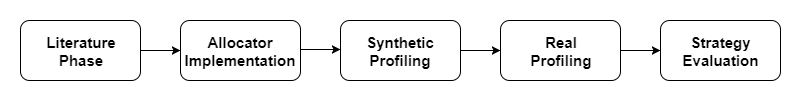 Literature
Phase
Allocator
Implementation
Synthetic
Profiling
Real
Profiling
Strategy
Evaluation